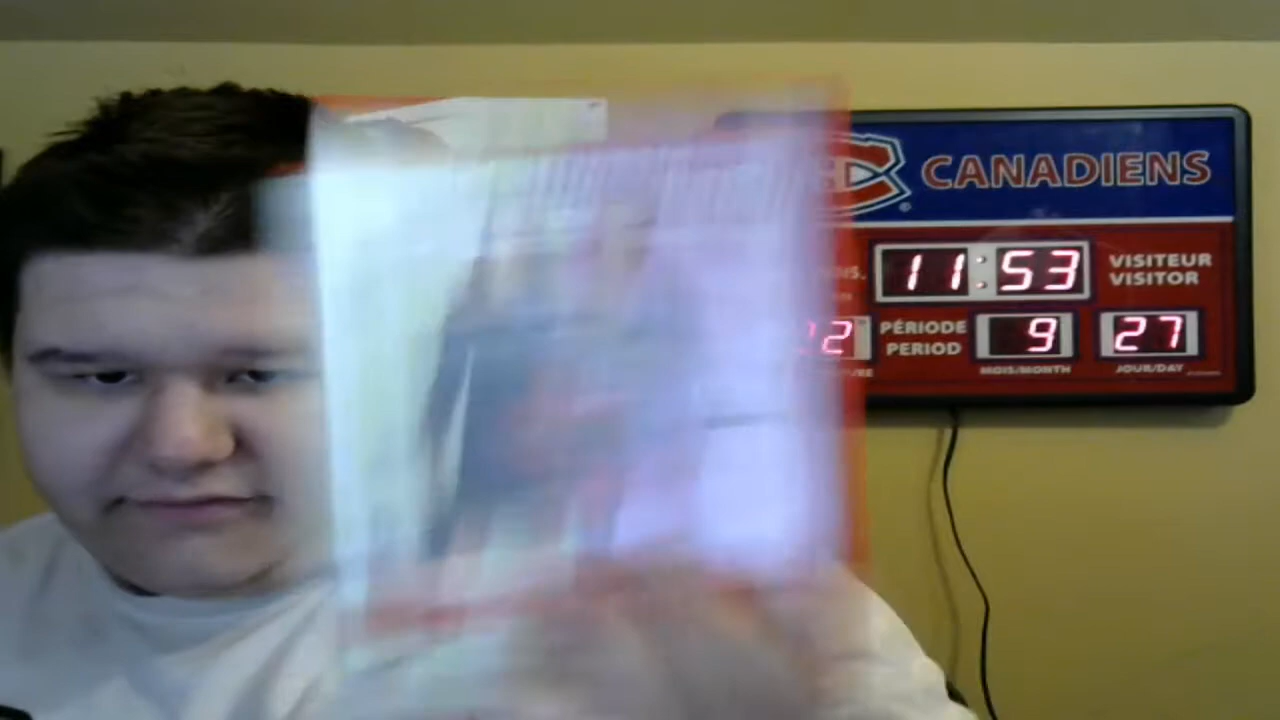 CANADIENS
11:53
VISITEUR
VISITOR
PÉRIODE
PERIOD
9
27
MOIS/MONTH
JOUR/DAY